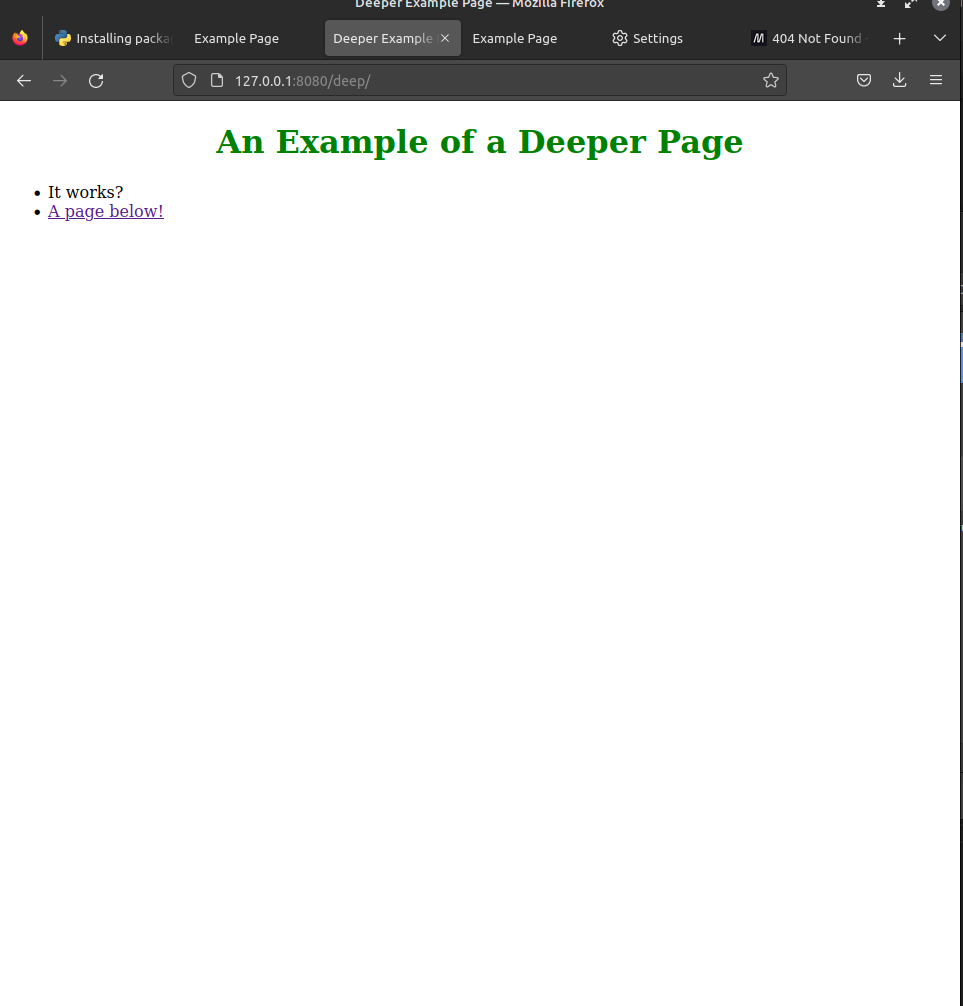 Deeper Example Page — Mozilla Firefox
Installing packa
Example Page
Deeper Example
Example Page
Settings
404 Not Found
127.0.0.1:8080/deep/
An Example of a Deeper Page
• It works?
• A page below!